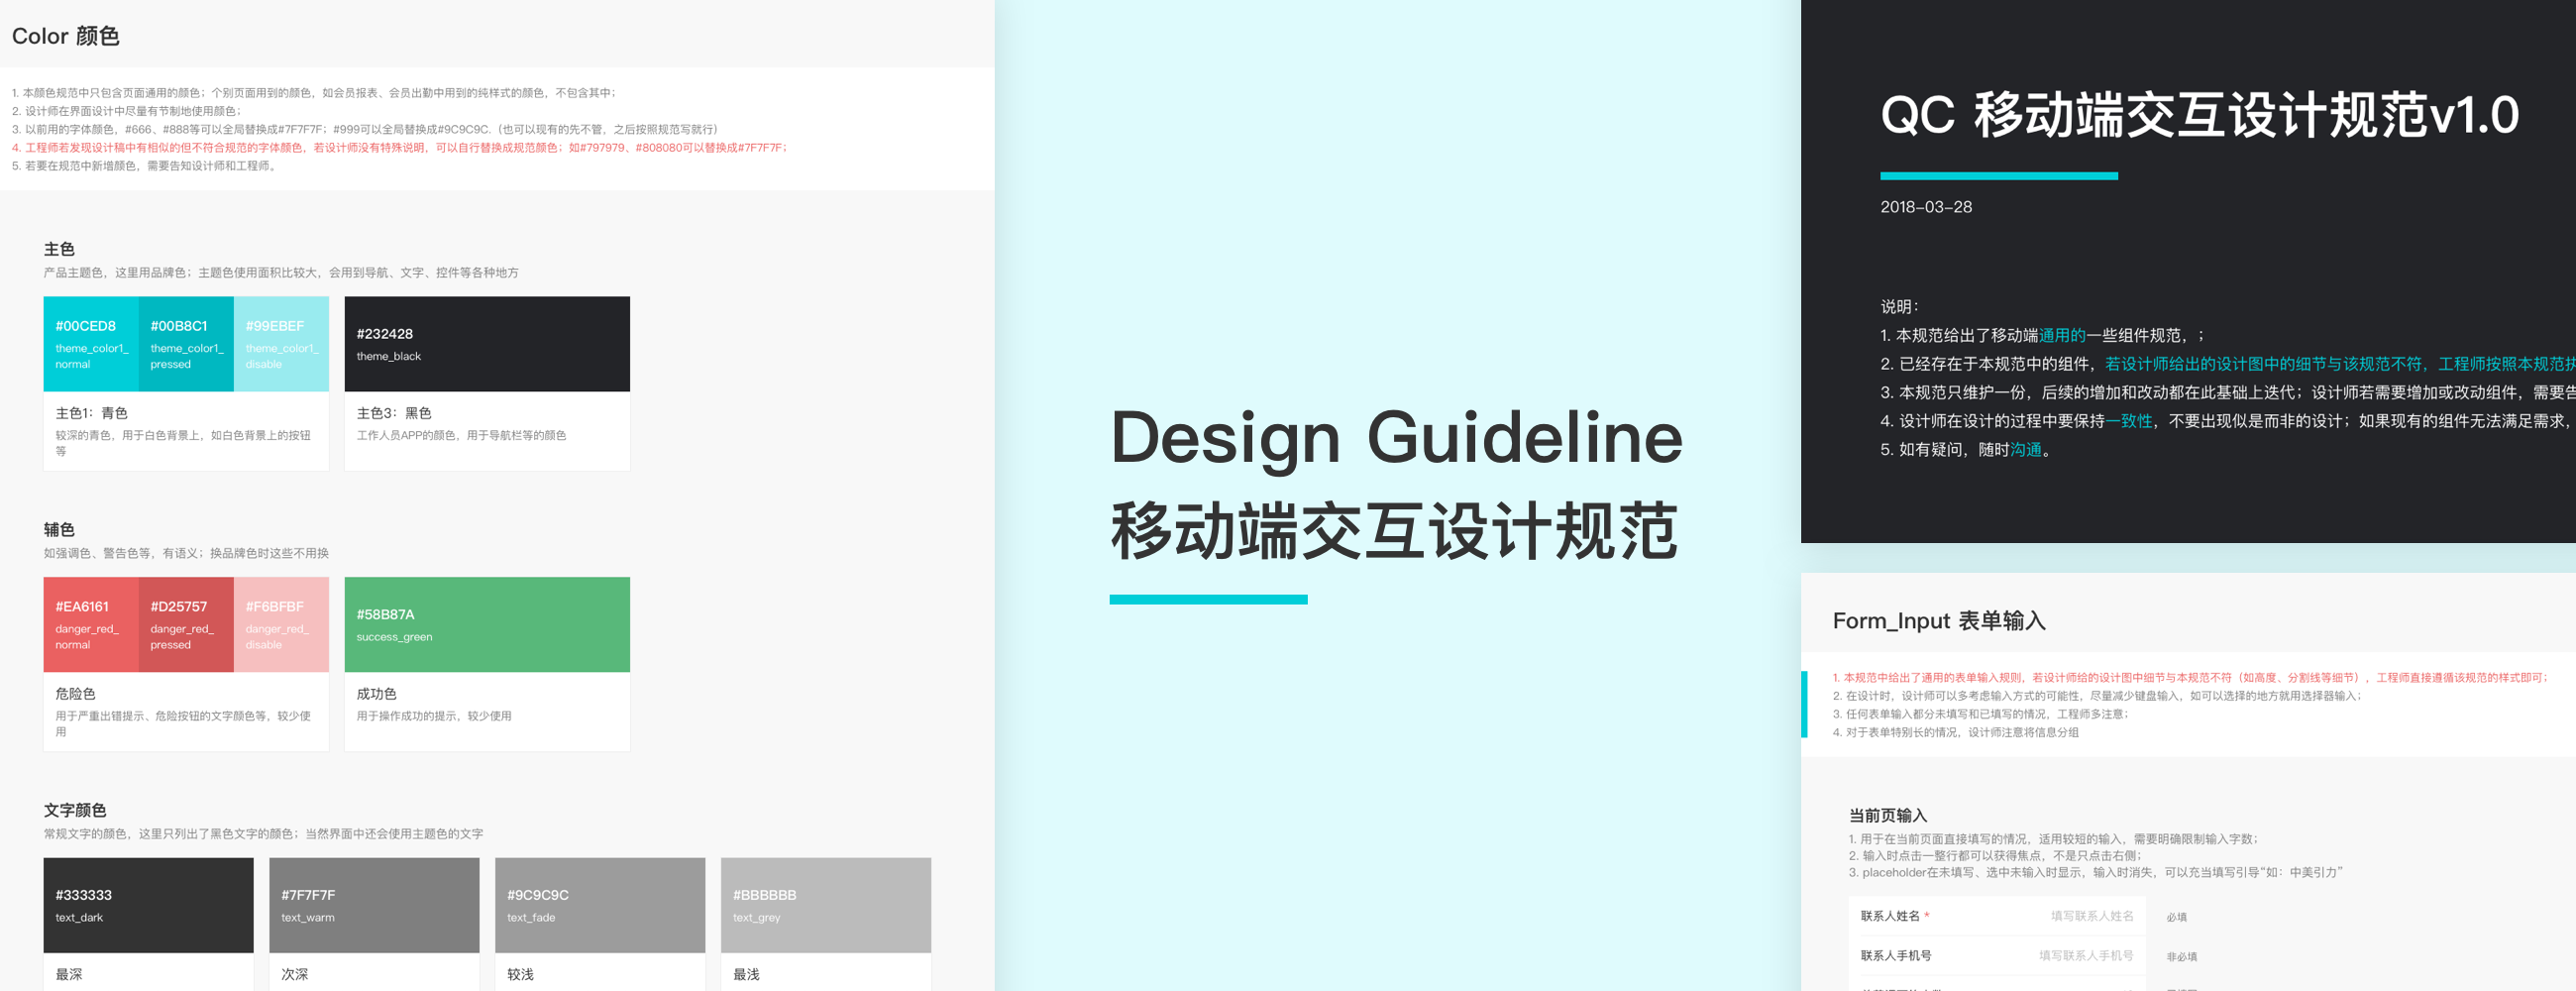 Color 颜色
1. 本颜色规范中只包含页面通用的颜色；个别页面用到的颜色，如会员报表、会员出勤中用到的纯样式的颜色，不包含其中；
2. 设计师在界面设计中尽量有节制地使用颜色；
3. 以前用的字体颜色，#666、#888等可以全局替换成#7F7F7F；#999可以全局替换成#9C9C9C.（也可以现有的先不管，之后按照规范写就行）
4. 工程师若发现设计稿中有相似的但不符合规范的字体颜色，若设计师没有特殊说明，可以自行替换成规范颜色；如#797979、#808080可以替换成#7F7F7F；
5. 若要在规范中新增颜色，需要告知设计师和工程师。
主色
产品主题色，这里用品牌色；主题色使用面积比较大，会用到导航、文字、控件等各种地方
#00CED8
theme_color1_
normal
#00B8C1
theme_color1_
pressed
#99EBEF
theme_color1_
disable
主色1：青色
较深的青色，用于白色背景上，如白色背景上的按钮
等
#232428
theme_black
主色3：黑色
工作人员APP的颜色，用于导航栏等的颜色
辅色
如强调色、警告色等，有语义；换品牌色时这些不用换
#EA6161
danger_red_
normal
#D25757
danger_red_
pressed
#F6BFBF
danger_red_
disable
危险色
用于严重出错提示、危险按钮的文字颜色等，较少使
用
#58B87A
success_green
成功色
用于操作成功的提示，较少使用
文字颜色
常规文字的颜色，这里只列出了黑色文字的颜色；当然界面中还会使用主题色的文字
#333333
text_dark
最深
#7F7F7F
text_warm
次深
#9C9C9C
text_fade
较浅
#BBBBBB
text_grey
最浅
Design Guideline
移动端交互设计规范
QC 移动端交互设计规范v1.0
2018-03-28
说明：
1. 本规范给出了移动端通用的一些组件规范，；
2. 已经存在于本规范中的组件，若设计师给出的设计图中的细节与该规范不符，工程师按照本规范执
3. 本规范只维护一份，后续的增加和改动都在此基础上迭代；设计师若需要增加或改动组件，需要告
4. 设计师在设计的过程中要保持一致性，不要出现似是而非的设计；如果现有的组件无法满足需求，
5. 如有疑问，随时沟通。
Form_Input 表单输入
1. 本规范中给出了通用的表单输入规则，若设计师给的设计图中细节与本规范不符（如高度、分割线等细节），工程师直接遵循该规范的样式即可；
2. 在设计时，设计师可以多考虑输入方式的可能性，尽量减少键盘输入，如可以选择的地方就用选择器输入；
3. 任何表单输入都分未填写和已填写的情况，工程师多注意；
4. 对于表单特别长的情况，设计师注意将信息分组
当前页输入
1. 用于在当前页面直接填写的情况，适用较短的输入，需要明确限制输入字数；
2. 输入时点击一整行都可以获得焦点，不是只点击右侧；
3. placeholder在未填写、选中未输入时显示，输入时消失，可以充当填写引导“如：中美引力”
联系人姓名 * 填写联系人姓名 必填
联系人手机号 填写联系人手机号 非必填